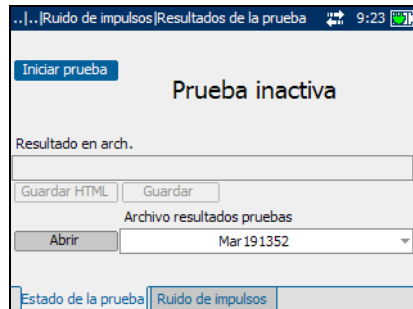 ..|..|Ruido de impulsos|Resultados de la prueba 9:23
Iniciar prueba
Prueba inactiva
Resultado en arch.
Guardar HTML Guardar
Archivo resultados pruebas
Abrir Mar191352
Estado de la prueba Ruido de impulsos